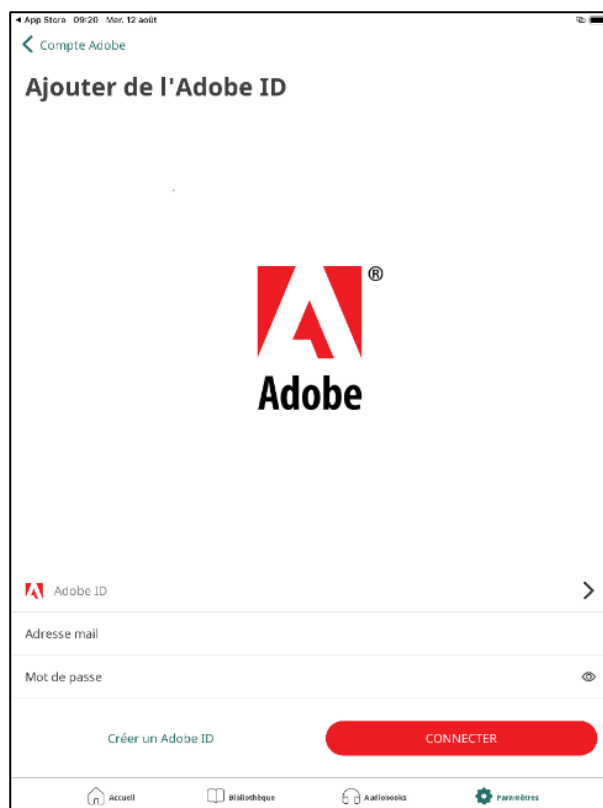 App Store 09:20 Mer. 12 août
Compte Adobe
Ajouter de l'Adobe ID
®
Adobe
Adobe ID
Adresse mail
Mot de passe
Créer un Adobe ID
CONNECTER
Accueil
Bibliothèque
Audiobooks
Paramètres